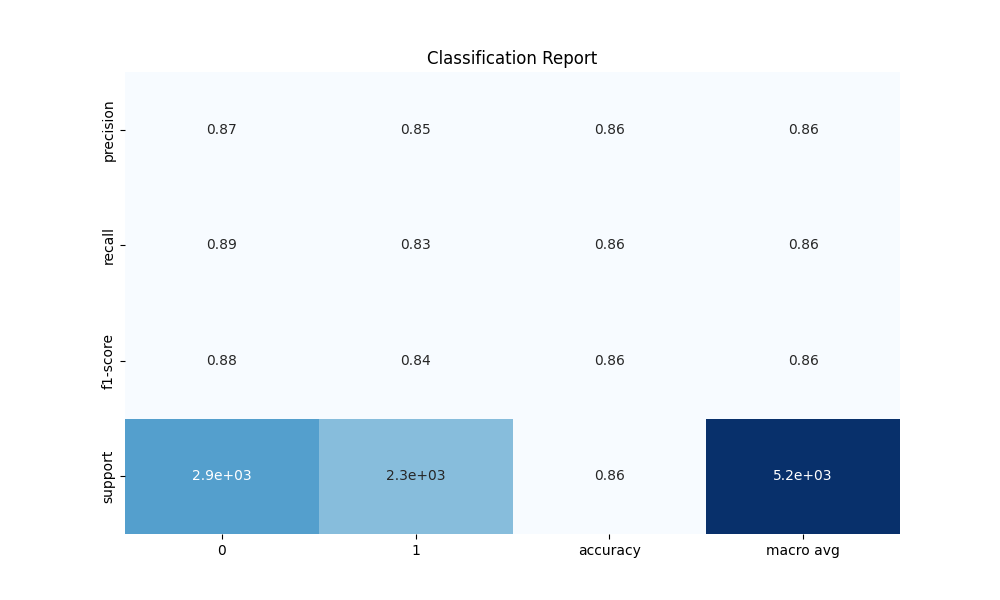 Classification Report
precision 0.87 0.85 0.86 0.86
recall 0.89 0.83 0.86 0.86
f1-score 0.88 0.84 0.86 0.86
support 2.9e+03 2.3e+03 0.86 5.2e+03
0 1 accuracy macro avg